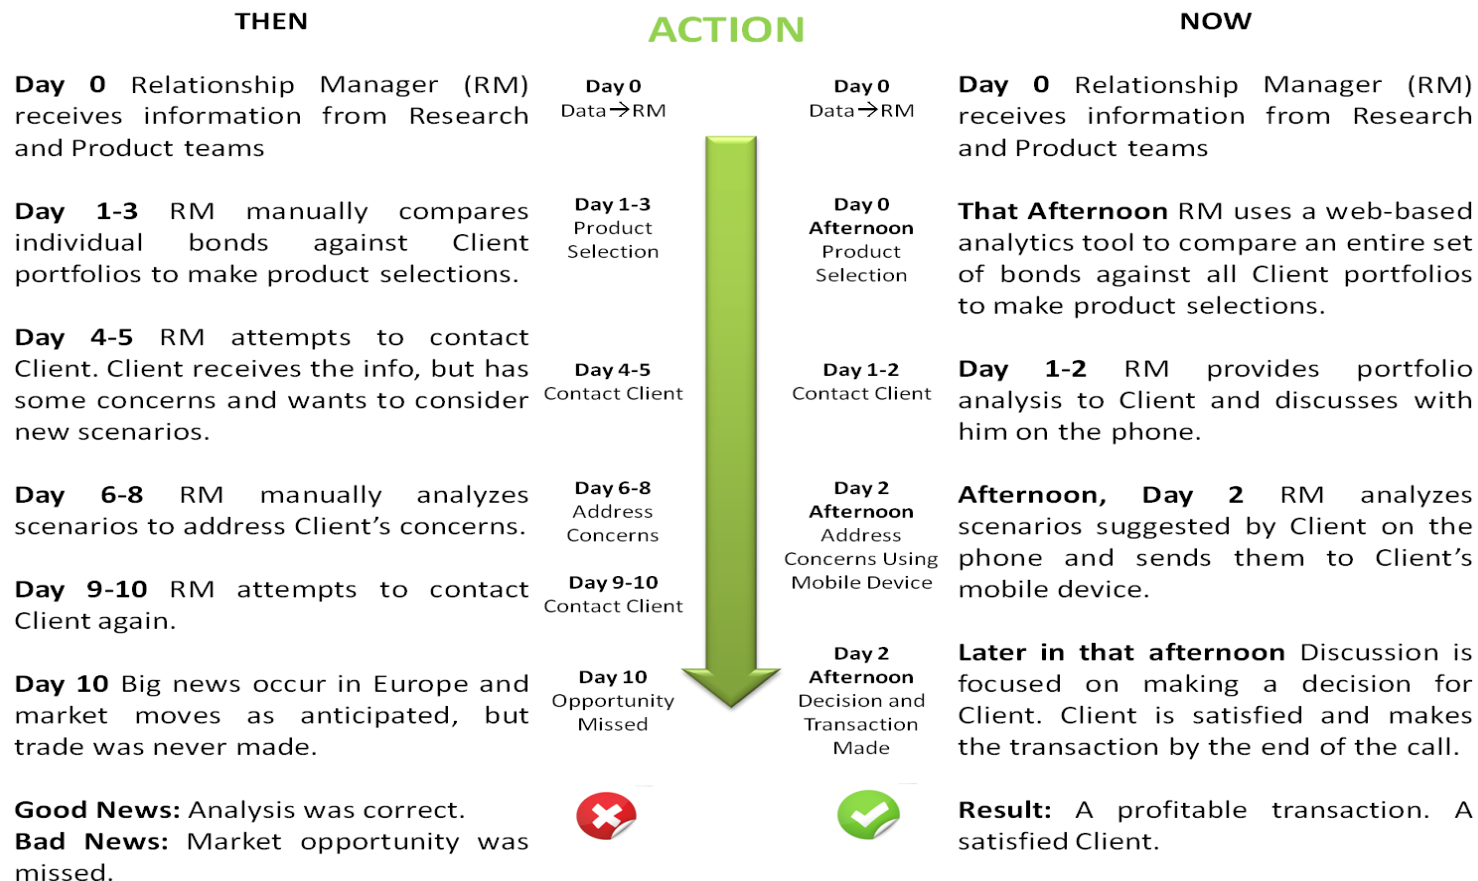 THEN
Day 0 Relationship Manager (RM)
receives information from Research
and Product teams
Day 1-3 RM manually compares
individual bonds against Client
portfolios to make product selections.
Day 4-5 RM attempts to contact
Client. Client receives the info, but has
some concerns and wants to consider
new scenarios.
Day 6-8 RM manually analyzes
scenarios to address Client’s concerns.
Day 9-10 RM attempts to contact
Client again.
Day 10 Big news occur in Europe and
market moves as anticipated, but
trade was never made.
Good News: Analysis was correct.
Bad News: Market opportunity was
missed.
ACTION
Day 0
Data→RM
Day 1-3
Product
Selection
Day 4-5
Contact Client
Day 6-8
Address
Concerns
Day 9-10
Contact Client
Day 10
Opportunity
Missed
Day 0
Data→RM
Day 0
Afternoon
Product
Selection
Day 1-2
Contact Client
Day 2
Afternoon
Address
Concerns Using
Mobile Device
Day 2
Afternoon
Decision and
Transaction
Made
NOW
Day 0 Relationship Manager (RM)
receives information from Research
and Product teams
That Afternoon RM uses a web-based
analytics tool to compare an entire set
of bonds against all Client portfolios
to make product selections.
Day 1-2 RM provides portfolio
analysis to Client and discusses with
him on the phone.
Afternoon, Day 2 RM analyzes
scenarios suggested by Client on the
phone and sends them to Client’s
mobile device.
Later in that afternoon Discussion is
focused on making a decision for
Client. Client is satisfied and makes
the transaction by the end of the call.
Result: A profitable transaction. A
satisfied Client.